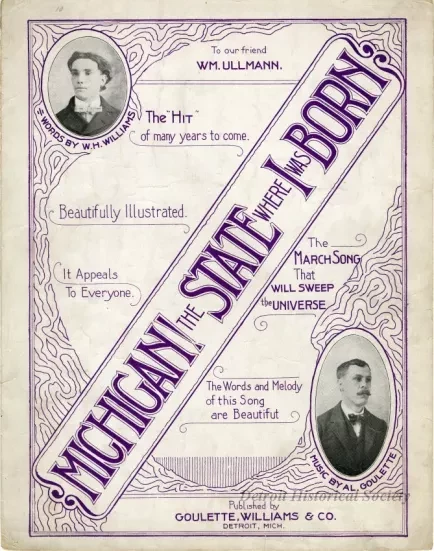 To our friend
WM. ULLMANN.
WORDS BY W.H. WILLIAMS
The "HIT"
of many years to come.
Beautifully Illustrated.
It Appeals
To Everyone.
MICHIGAN! THE STATE WHERE I WAS BORN
The
MARCH SONG
That
WILL SWEEP
the UNIVERSE
The Words and Melody
of this Song
are Beautiful
MUSIC BY AL. GOULETTE
Detroit Historical Society
Published by
GOULETTE, WILLIAMS & CO.
DETROIT, MICH.